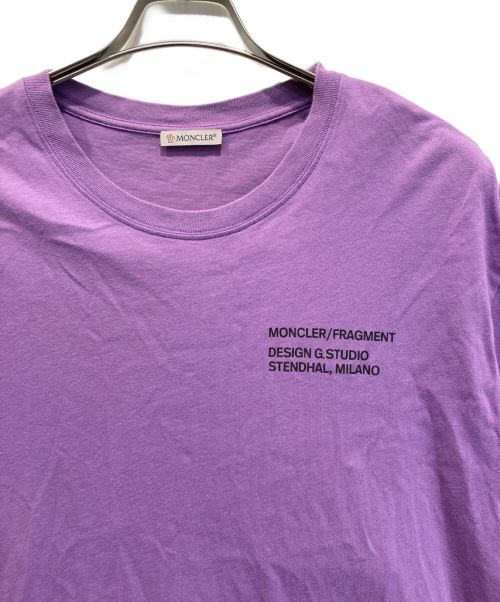 MONCLER®
MONCLER/FRAGMENT
DESIGN G.STUDIO
STENDHAL, MILANO